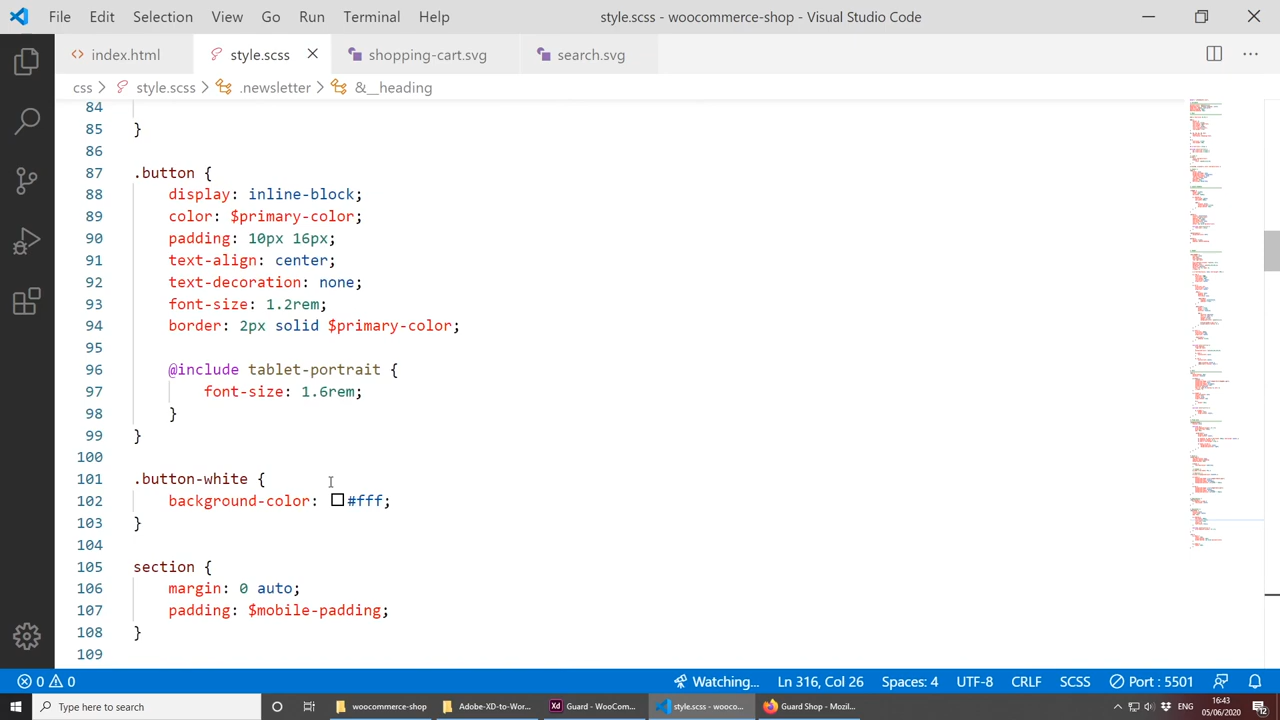 File Edit Selection View Go Run Terminal Help style.scss - woocommerce-shop - Visual Studio Code
index.html style.scss shopping-cart.svg search.svg
css > style.scss > .newsletter > &__heading
84
85 }
86
87 .button {
88 display: inline-block;
89 color: $primary-color;
90 padding: 10px 16px;
91 text-align: center;
92 text-decoration: none;
93 font-size: 1.2rem;
94 border: 2px solid $primary-color;
95
96 @include tablet-portrait {
97 font-size: 1rem;
98 }
99 }
100
101 .button-white {
102 background-color: #fff;
103 }
104
105 section {
106 margin: 0 auto;
107 padding: $mobile-padding;
108 }
109
0 0 Watching... Ln 316, Col 26 Spaces: 4 UTF-8 CRLF SCSS Port : 5501
Type here to search woocommerce-shop Adobe-XD-to-Wor... Guard - WooCom... style.scss - wooco... Guard Shop - Mozil... ENG 16:43
05/06/2020 12